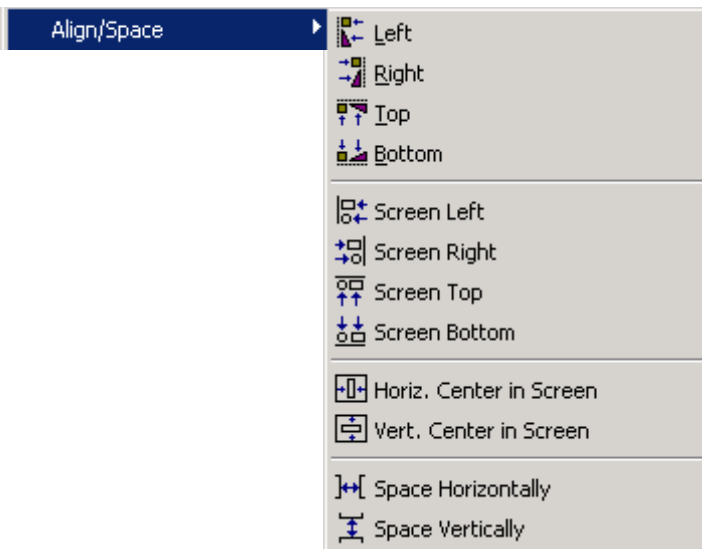 Align/Space
Left
Right
Top
Bottom
Screen Left
Screen Right
Screen Top
Screen Bottom
Horiz. Center in Screen
Vert. Center in Screen
Space Horizontally
Space Vertically